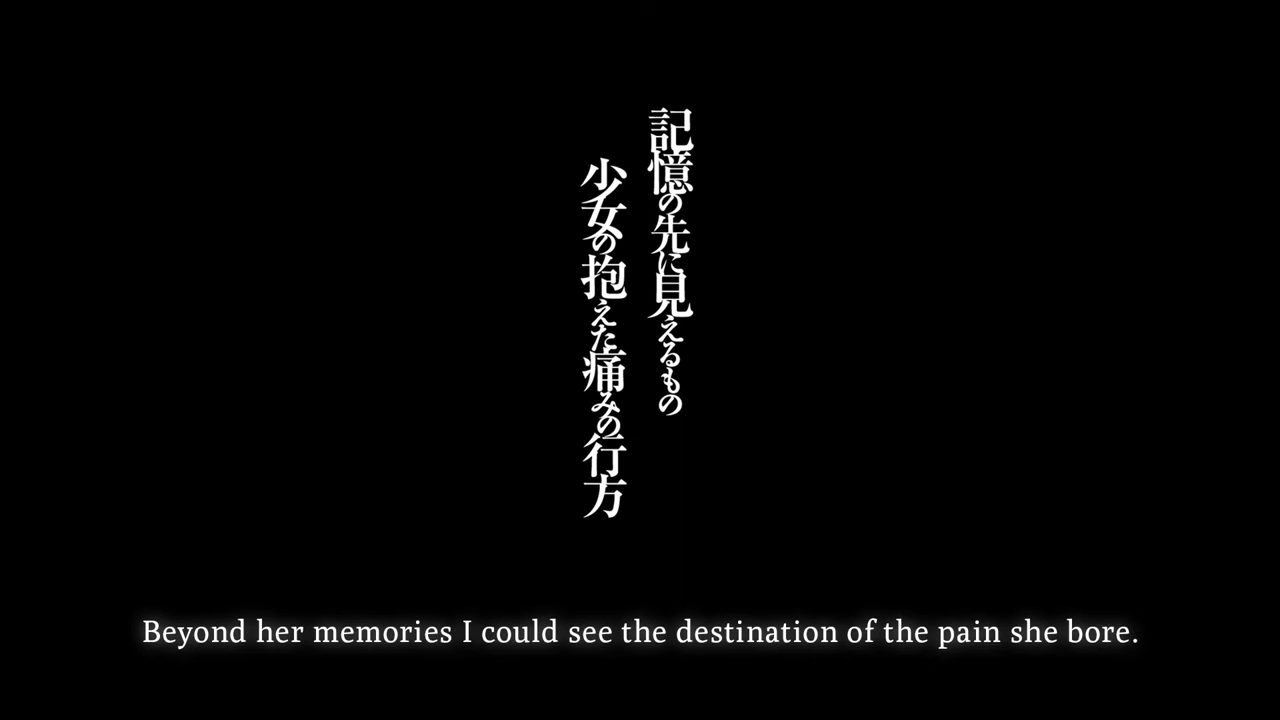 記憶の先に見えるもの
少女の抱えた痛みの行方
Beyond her memories I could see the destination of the pain she bore.